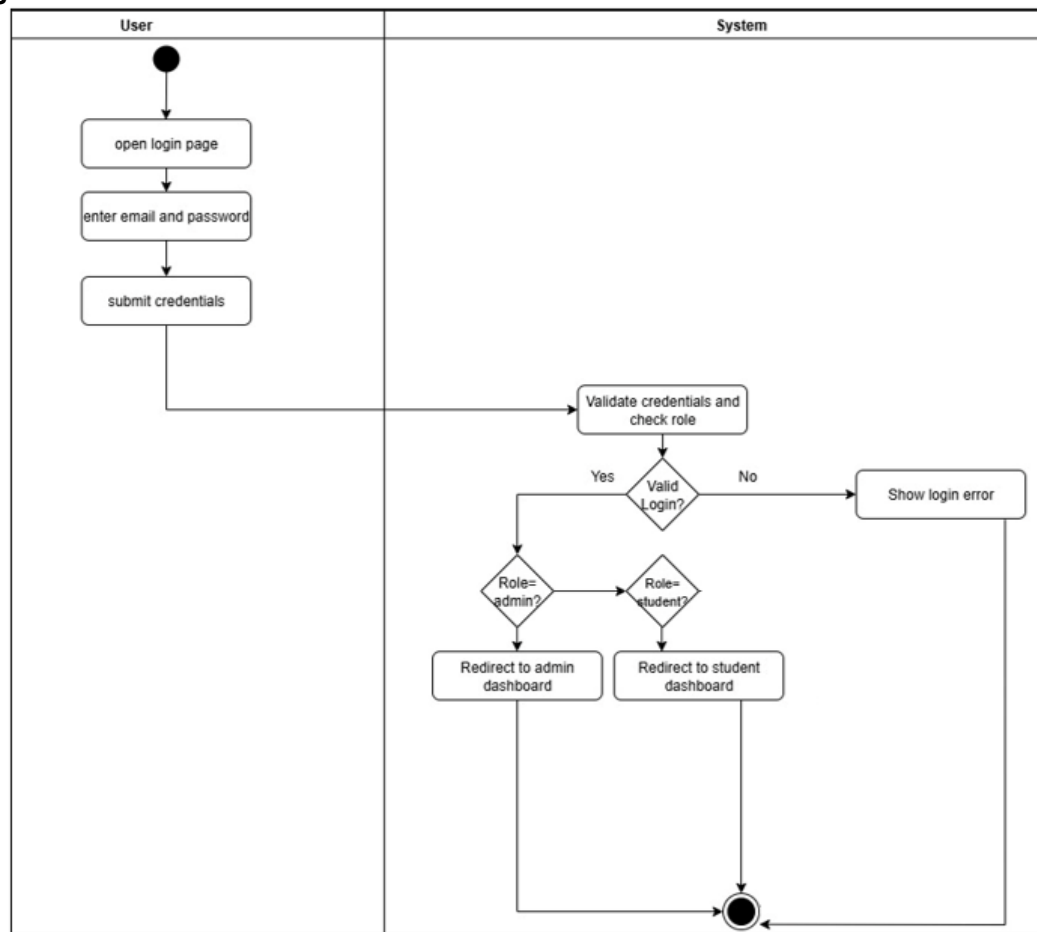 User
System
open login page
enter email and password
submit credentials
Validate credentials and
check role
Yes
Valid
Login?
No
Show login error
Role=
admin?
Role=
student?
Redirect to admin
dashboard
Redirect to student
dashboard